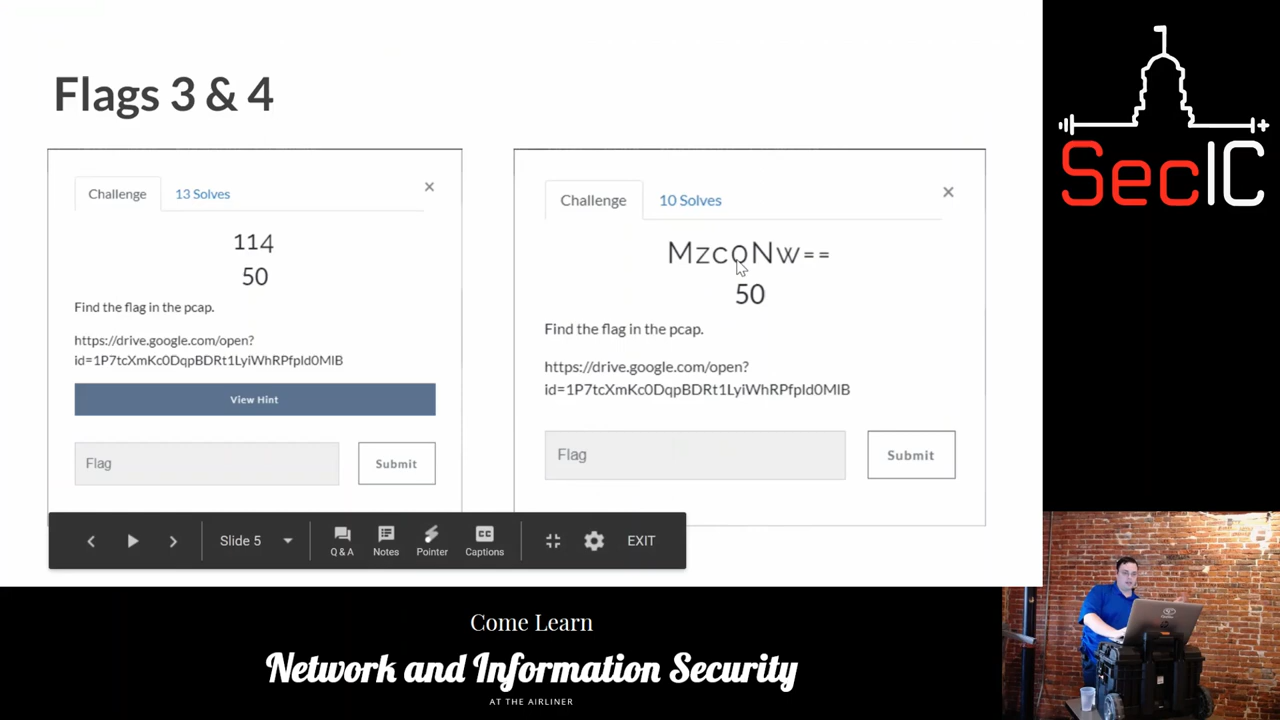 Flags 3 & 4
Challenge
13 Solves
×
114
50
Find the flag in the pcap.
https://drive.google.com/open?
id=1P7tcXmKc0DqpBDRt1LyiWhRPfpId0MIB
View Hint
Flag
Submit
Challenge
10 Solves
×
MzcoNw==
50
Find the flag in the pcap.
https://drive.google.com/open?
id=1P7tcXmKc0DqpBDRt1LyiWhRPfpId0MIB
Flag
Submit
Slide 5
Q & A
Notes
Pointer
CC
Captions
EXIT
SecIC
Come Learn
Network and Information Security
AT THE AIRLINER